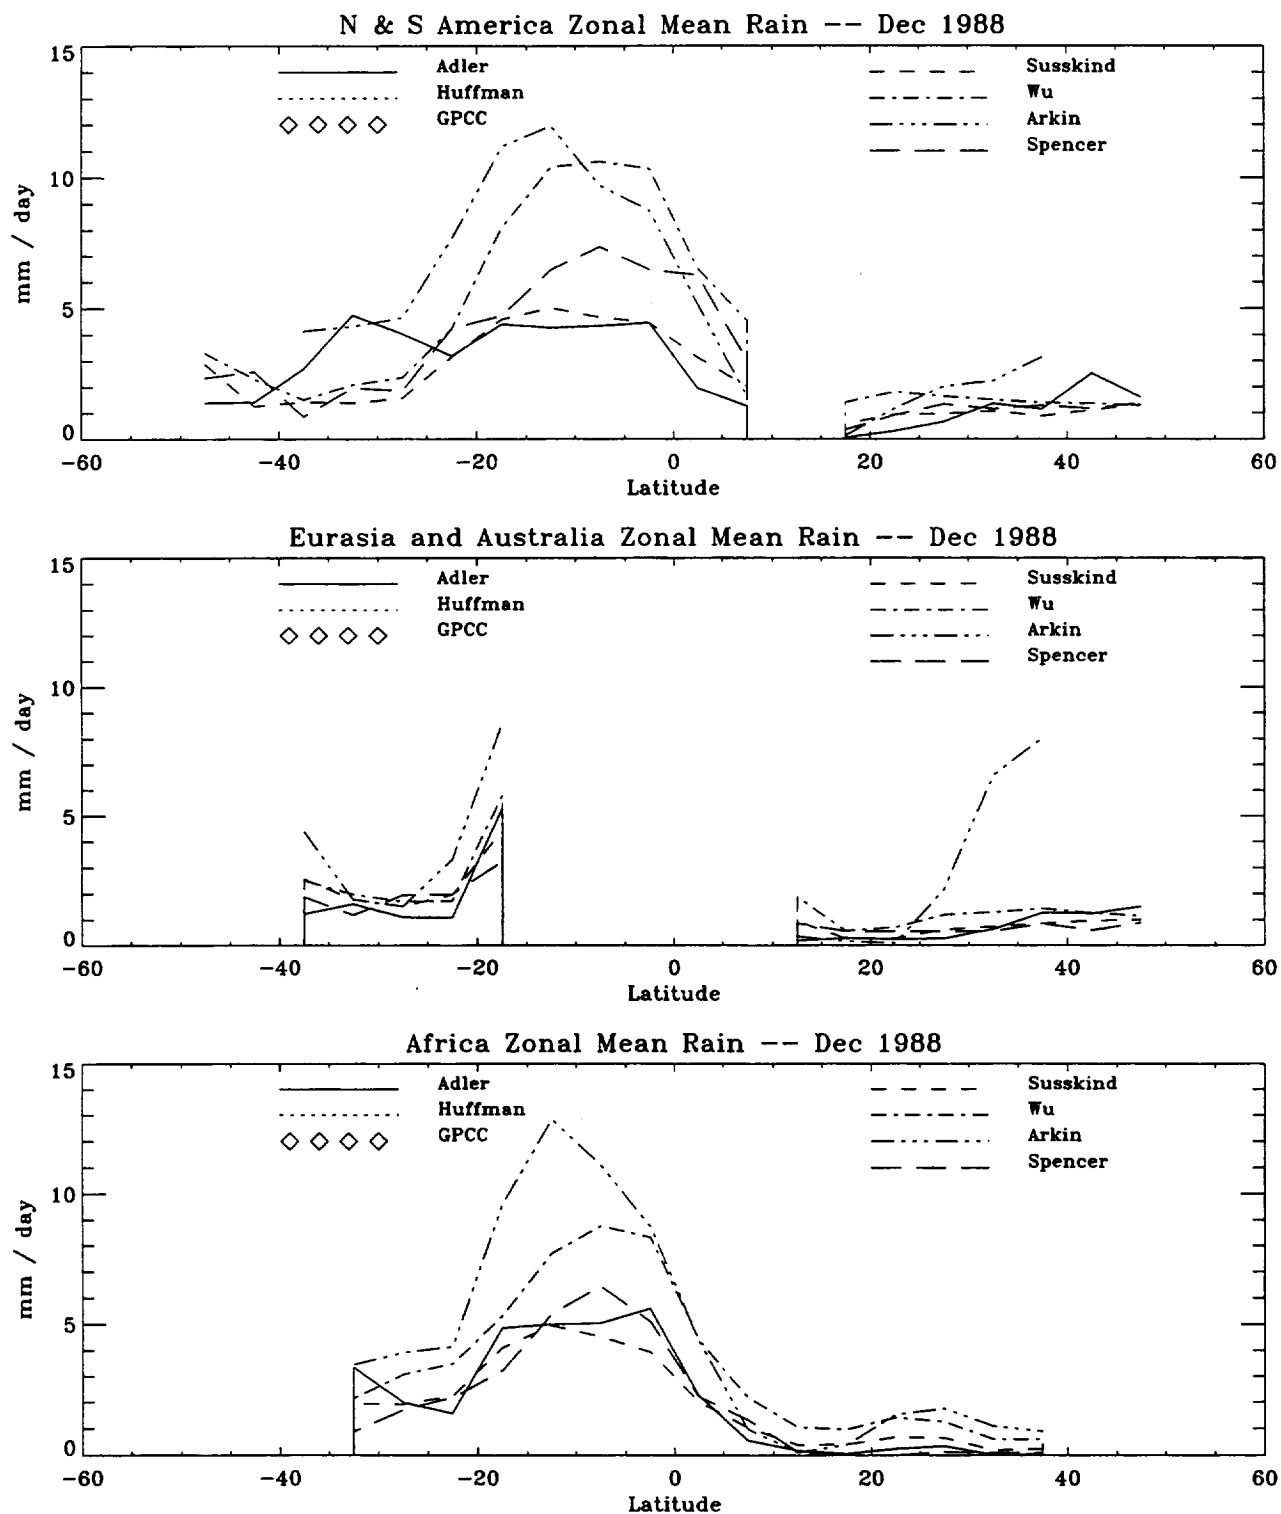 N & S America Zonal Mean Rain -- Dec 1988
15
Adler
Susskind
Huffman
Wu
GPCC
Arkin
Spencer
10
mm / day
5
0
-60 -40 -20 0 20 40 60
Latitude
Eurasia and Australia Zonal Mean Rain -- Dec 1988
15
Adler
Susskind
Huffman
Wu
GPCC
Arkin
Spencer
10
mm / day
5
0
-60 -40 -20 0 20 40 60
Latitude
Africa Zonal Mean Rain -- Dec 1988
15
Adler
Susskind
Huffman
Wu
GPCC
Arkin
Spencer
10
mm / day
5
0
-60 -40 -20 0 20 40 60
Latitude